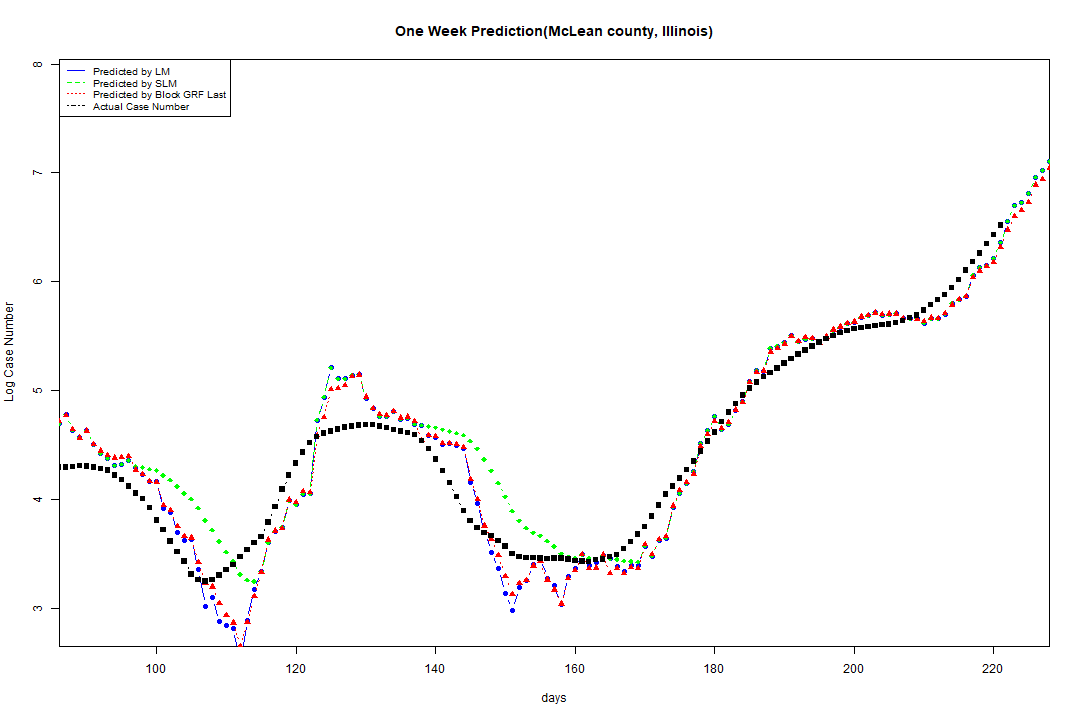 One Week Prediction(McLean county, Illinois)
Predicted by LM
Predicted by SLM
Predicted by Block GRF Last
Actual Case Number
8
7
6
5
4
3
Log Case Number
100 120 140 160 180 200 220
days